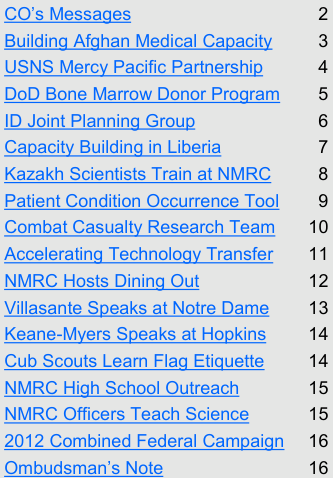 CO’s Messages 2
Building Afghan Medical Capacity 3
USNS Mercy Pacific Partnership 4
DoD Bone Marrow Donor Program 5
ID Joint Planning Group 6
Capacity Building in Liberia 7
Kazakh Scientists Train at NMRC 8
Patient Condition Occurrence Tool 9
Combat Casualty Research Team 10
Accelerating Technology Transfer 11
NMRC Hosts Dining Out 12
Villasante Speaks at Notre Dame 13
Keane-Myers Speaks at Hopkins 14
Cub Scouts Learn Flag Etiquette 14
NMRC High School Outreach 15
NMRC Officers Teach Science 15
2012 Combined Federal Campaign 16
Ombudsman’s Note 16